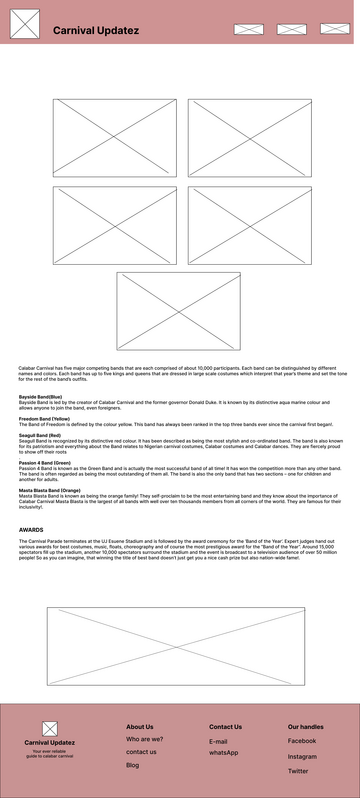 Carnival Updatez
Calabar Carnival has five major competing bands that are each comprised of about 10,000 participants. Each band can be distinguished by different
names and colors. Each band has up to five kings and queens that are dressed in large scale costumes which interpret that year's theme and set the tone
for the rest of the band's outfits.
Bayside Band(Blue)
Bayside Band is led by the creator of Calabar Carnival and the former governor Donald Duke. It is known by its distinctive aqua marine colour and
allows anyone to join the band, even foreigners.
Freedom Band (Yellow)
The Band of Freedom is defined by the colour yellow. This band has always been ranked in the top three bands ever since the carnival first began.
Seagull Band (Red)
Seagull Band is recognized by its distinctive red colour. It has been described as being the most stylish and co-ordinated band. The band is also known
for its patriotism and everything about the Band relates to Nigerian carnival costumes, Calabar costumes and Calabar dances. They are fiercely proud
to show off their roots
Passion 4 Band (Green)
Passion 4 Band is known as the Green Band and is actually the most successful band of all time! It has won the competition more than any other band.
The band is often regarded as being the most outstanding of them all. The band is also the only band that has two sections – one for children and
another for adults.
Masta Blasta Band (Orange)
Masta Blasta Band is known as being the orange family! They self-proclaim to be the most entertaining band and they know about the importance of
Calabar Carnival Masta Blasta is the largest of all bands with well over ten thousand members from all corners of the world. They are famous for their
inclusivity!.
AWARDS
The Carnival Parade terminates at the UJ Esuene Stadium and is followed by the award ceremony for the 'Band of the Year'. Expert judges hand out
various awards for best costumes, music, floats, choreography and of course the most prestigious award for the "Band of the Year". Around 15,000
spectators fill up the stadium, another 10,000 spectators surround the stadium and the event is broadcast to a television audience of over 50 million
people! So as you can imagine, that winning the title of best band doesn't just get you a nice cash prize but also nation-wide fame!.
Carnival Updatez
Your ever reliable
guide to calabar carnival
About Us
Who are we?
contact us
Blog
Contact Us
E-mail
whatsApp
Our handles
Facebook
Instagram
Twitter